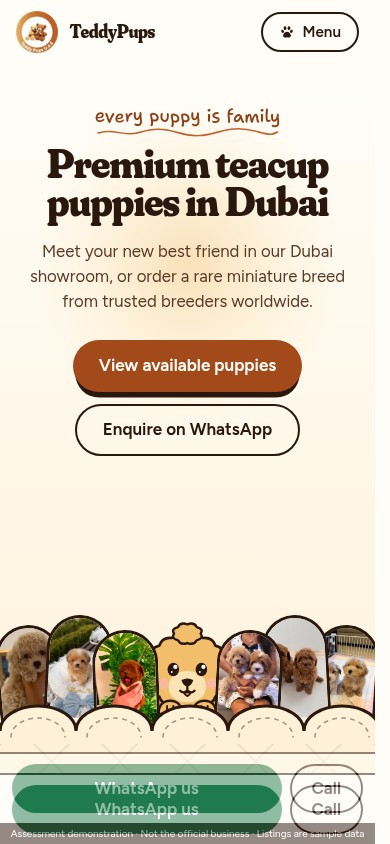 TeddyPups
Menu
every puppy is family
Premium teacup
puppies in Dubai
Meet your new best friend in our Dubai
showroom, or order a rare miniature breed
from trusted breeders worldwide.
View available puppies
Enquire on WhatsApp
WhatsApp us
Call
WhatsApp us
Call
Assessment demonstration · Not the official business · Listings are sample data